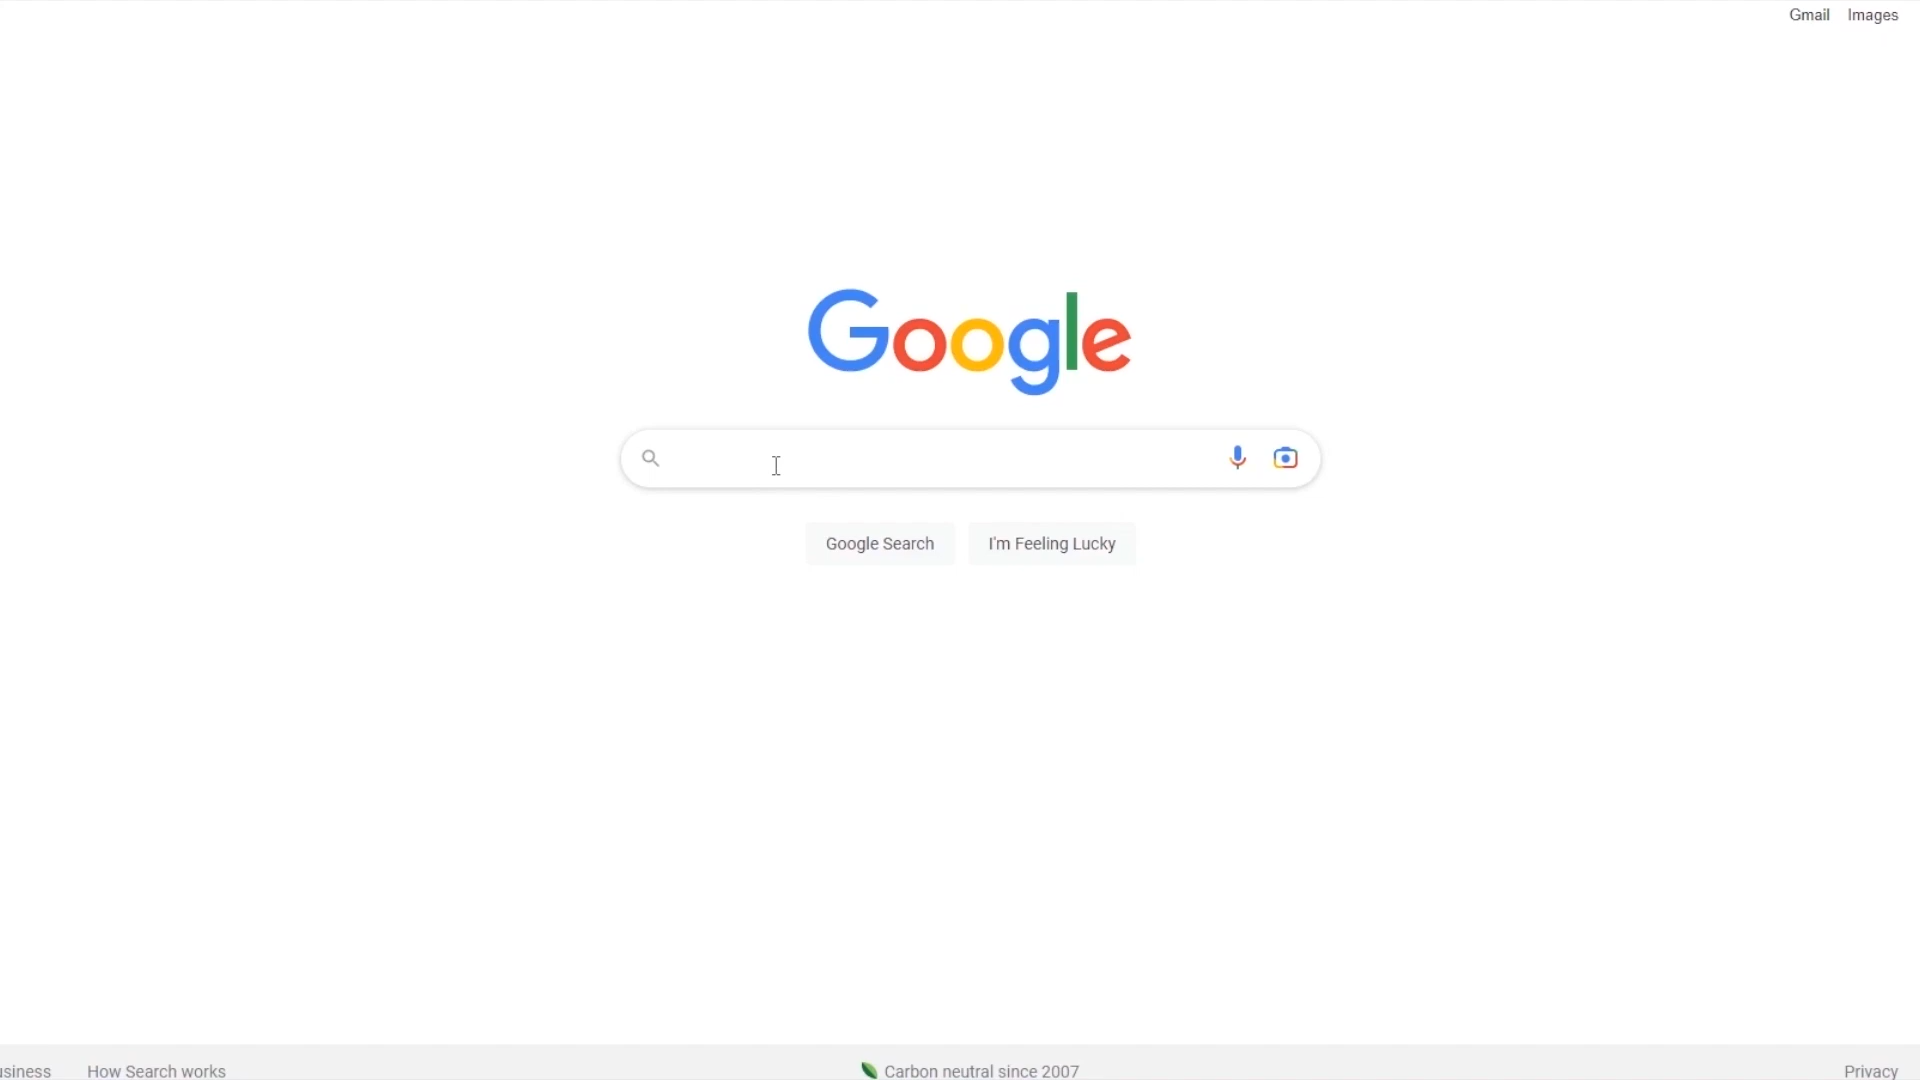 Gmail Images
Google
Google Search I'm Feeling Lucky
usiness How Search works Carbon neutral since 2007 Privacy